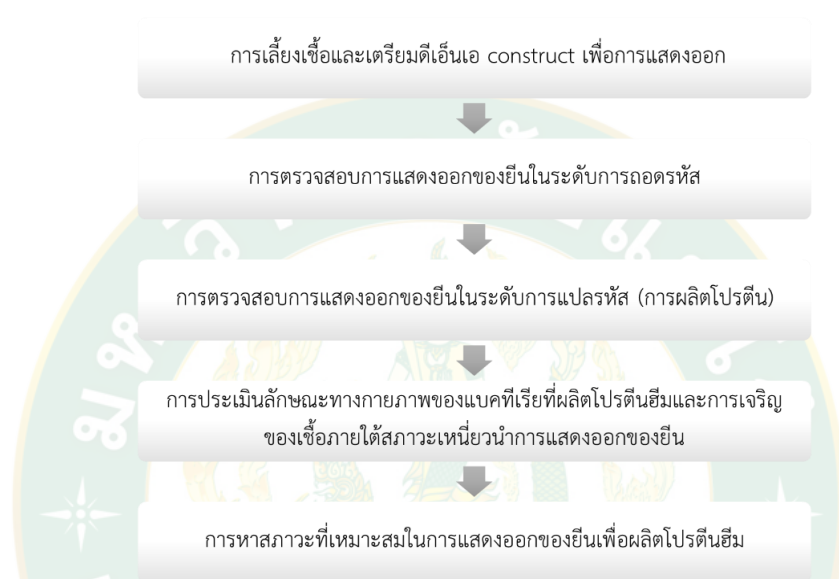 การเลี้ยงเชื้อและเตรียมดีเอ็นเอ construct เพื่อการแสดงออก
การตรวจสอบการแสดงออกของยีนในระดับการถอดรหัส
การตรวจสอบการแสดงออกของยีนในระดับการแปลรหัส (การผลิตโปรตีน)
การประเมินลักษณะทางกายภาพของแบคทีเรียที่ผลิตโปรตีนฮีมและการเจริญ
ของเชื้อภายใต้สภาวะเหนี่ยวนำการแสดงออกของยีน
การหาสภาวะที่เหมาะสมในการแสดงออกของยีนเพื่อผลิตโปรตีนฮีม